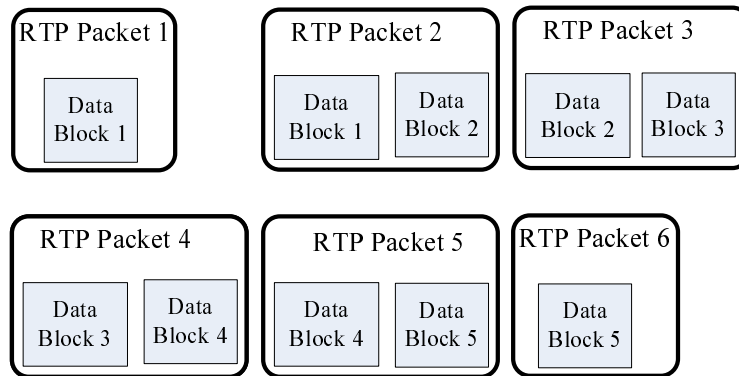 RTP Packet 1
Data
Block 1
RTP Packet 2
Data
Block 1
Data
Block 2
RTP Packet 3
Data
Block 2
Data
Block 3
RTP Packet 4
Data
Block 3
Data
Block 4
RTP Packet 5
Data
Block 4
Data
Block 5
RTP Packet 6
Data
Block 5